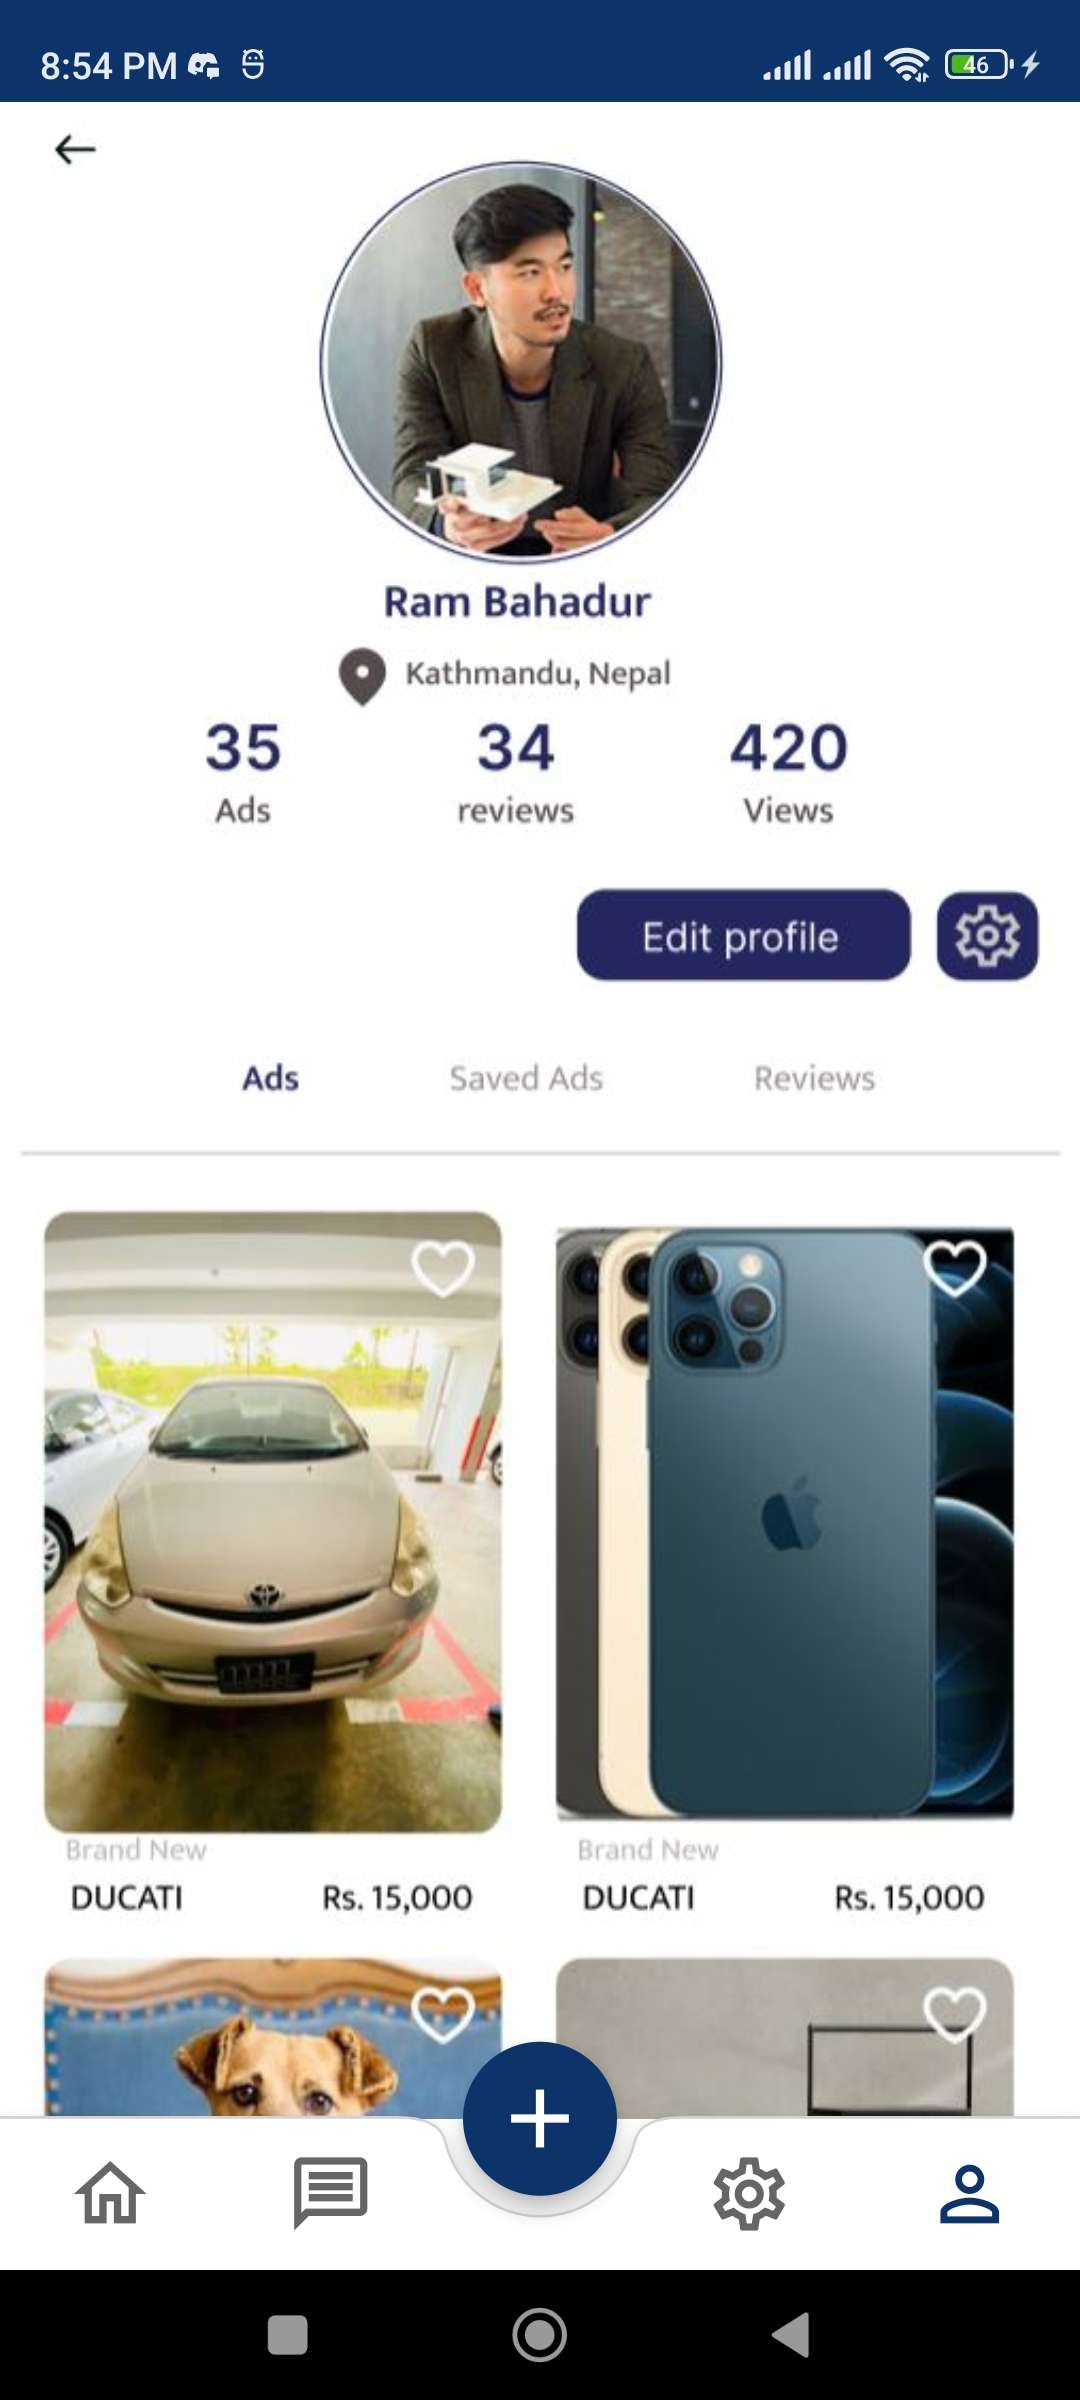 8:54 PM 46
Ram Bahadur
Kathmandu, Nepal
35 34 420
Ads reviews Views
Edit profile
Ads Saved Ads Reviews
Brand New Brand New
DUCATI Rs. 15,000 DUCATI Rs. 15,000